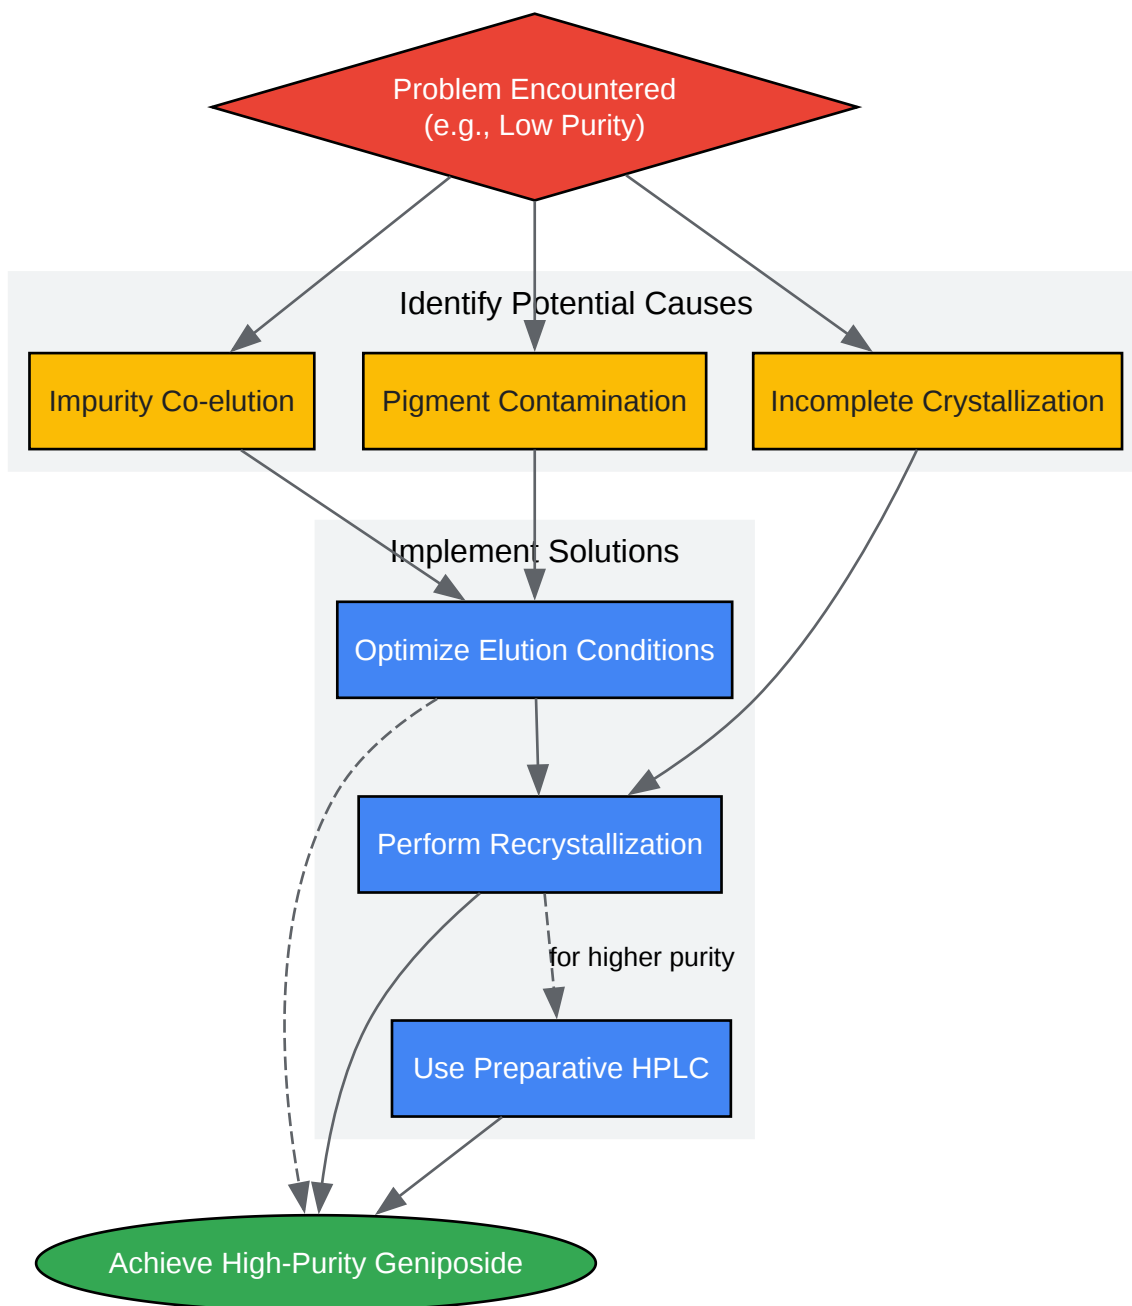 Problem Encountered
(e.g., Low Purity)
Identify Potential Causes
Impurity Co-elution
Pigment Contamination
Incomplete Crystallization
Implement Solutions
Optimize Elution Conditions
Perform Recrystallization
for higher purity
Use Preparative HPLC
Achieve High-Purity Geniposide